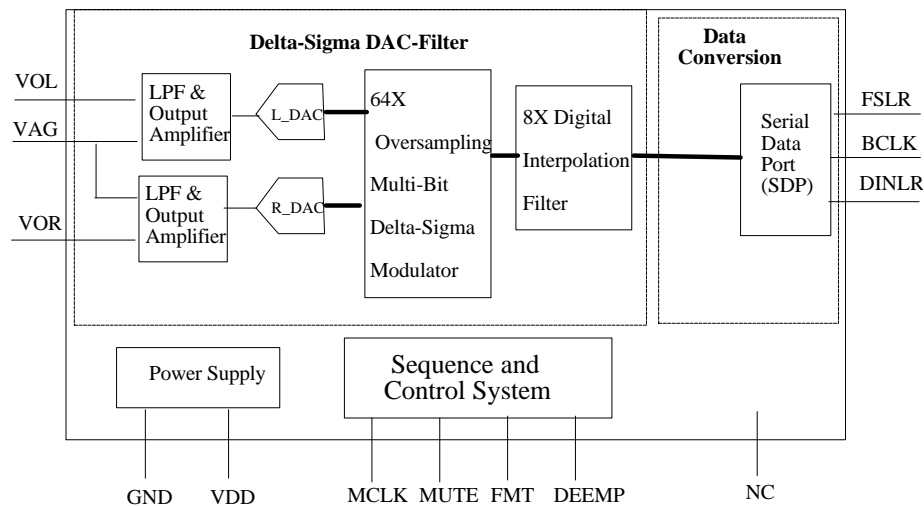 Delta-Sigma DAC-Filter
Data
Conversion
VOL
VAG
VOR
LPF &
Output
Amplifier
L_DAC
LPF &
Output
Amplifier
R_DAC
64X
Oversampling
Multi-Bit
Delta-Sigma
Modulator
8X Digital
Interpolation
Filter
Serial
Data
Port
(SDP)
FSLR
BCLK
DINLR
Power Supply
Sequence and
Control System
GND
VDD
MCLK
MUTE
FMT
DEEMP
NC